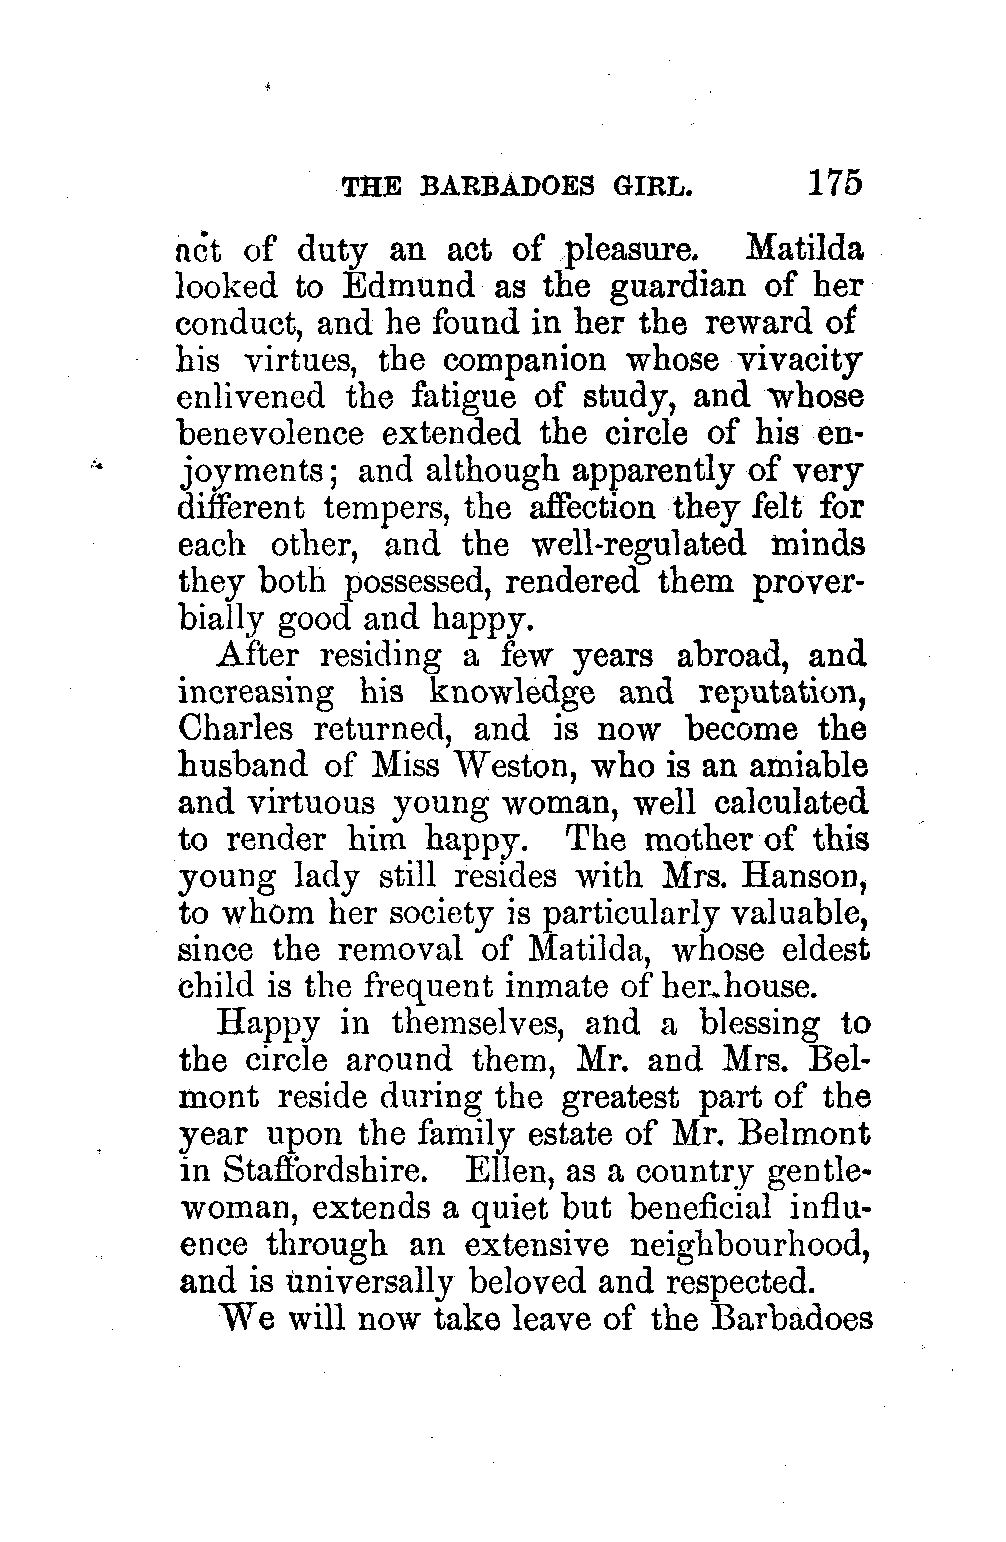 THE BARBADOES GIRL. 175
act of duty an act of pleasure. Matilda
looked to Edmund as the guardian of her
conduct, and he found in her the reward of
his virtues, the companion whose vivacity
enlivened the fatigue of study, and whose
benevolence extended the circle of his en-
joyments; and although apparently of very
different tempers, the affection they felt for
each other, and the well-regulated minds
they both possessed, rendered them prover-
bially good and happy.
After residing a few years abroad, and
increasing his knowledge and reputation,
Charles returned, and is now become the
husband of Miss Weston, who is an amiable
and virtuous young woman, well calculated
to render him happy. The mother of this
young lady still resides with Mrs. Hanson,
to whom her society is particularly valuable,
since the removal of Matilda, whose eldest
child is the frequent inmate of her house.
Happy in themselves, and a blessing to
the circle around them, Mr. and Mrs. Bel-
mont reside during the greatest part of the
year upon the family estate of Mr. Belmont
in Staffordshire. Ellen, as a country gentle-
woman, extends a quiet but beneficial influ-
ence through an extensive neighbourhood,
and is universally beloved and respected.
We will now take leave of the Barbadoes